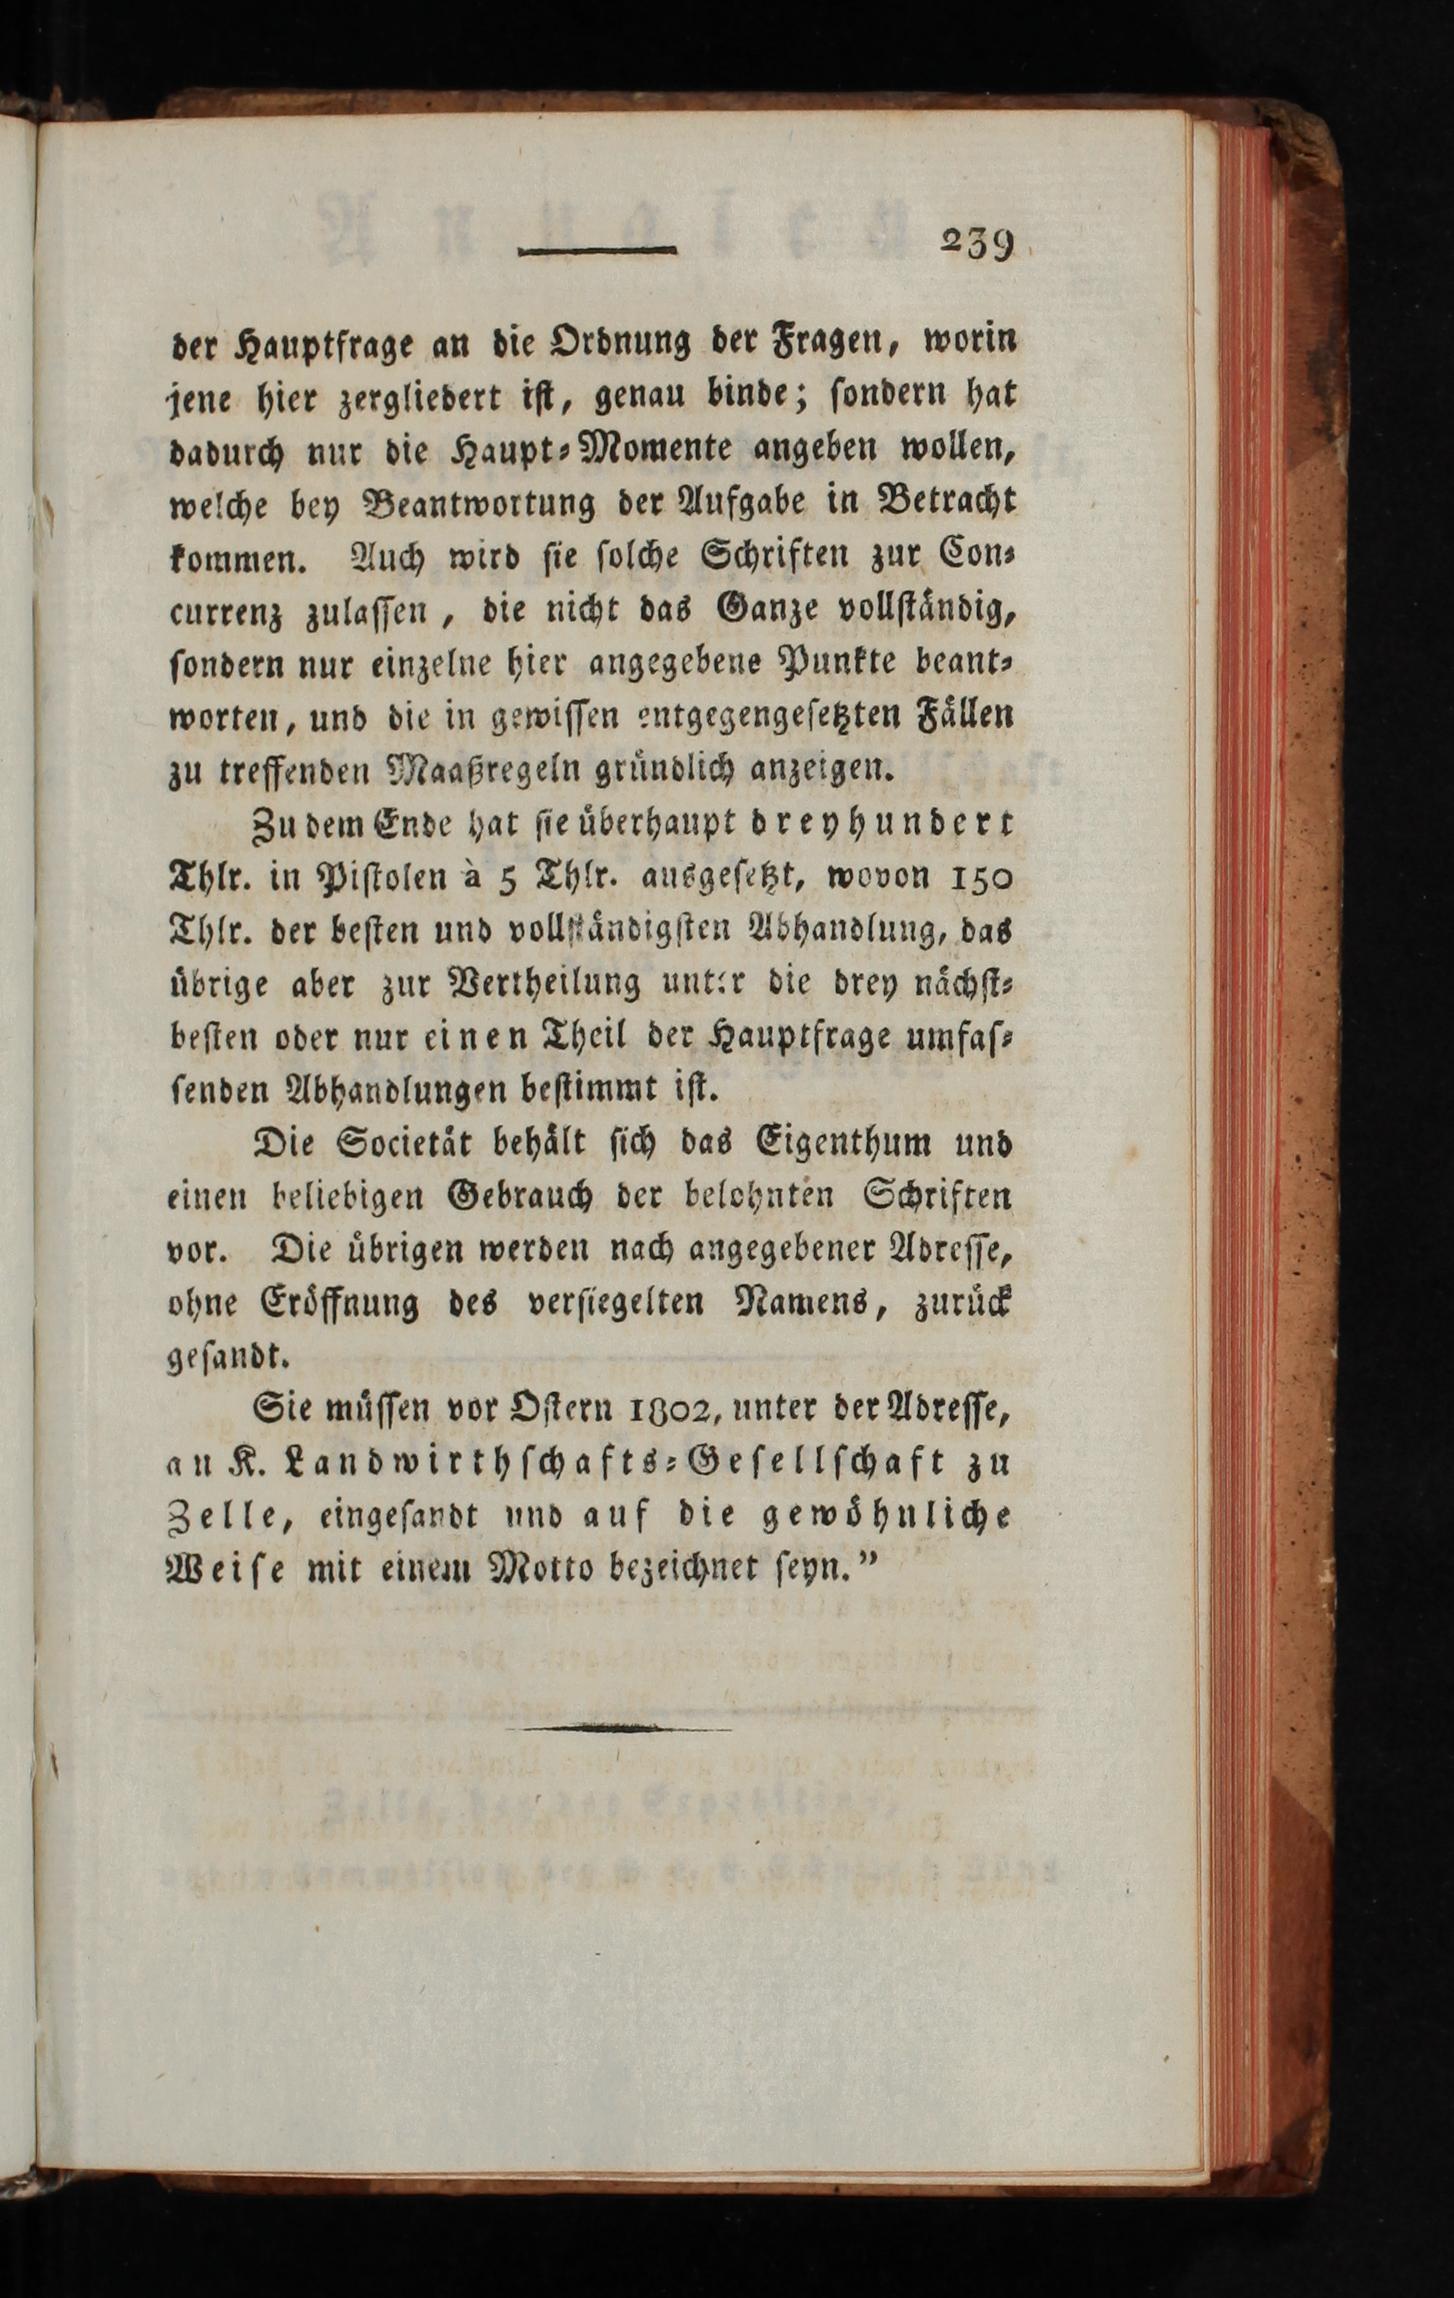 239
der Hauptfrage an die Ordnung der Fragen, worin
jene hier zergliedert iſt, genau binde; ſondern hat
dadurch nur die Haupt⸗Momente angeben wollen,
welche bey Beantwortung der Aufgabe in Betracht
kommen. Auch wird ſie ſolche Schriften zur Con⸗
currenz zulaſſen, die nicht das Ganze vollſtändig,
ſondern nur einzelne hier angegebene Punkte beant⸗
worten, und die in gewiſſen entgegengeſetzten Fällen
zu treffenden Maaßregeln gründlich anzeigen.
Zu dem Ende hat ſie überhaupt dreyhundert
Thlr. in Piſtolen à 5 Thlr. ausgeſetzt, wovon 150
Thlr. der beſten und vollſtändigſten Abhandlung, das
übrige aber zur Vertheilung unter die drey nächſt⸗
beſten oder nur einen Theil der Hauptfrage umfaſ⸗
ſenden Abhandlungen beſtimmt iſt.
Die Societät behält ſich das Eigenthum und
einen beliebigen Gebrauch der belohnten Schriften
vor. Die übrigen werden nach angegebener Adreſſe,
ohne Eröffnung des verſiegelten Namens, zurück
geſandt.
Sie müſſen vor Oſtern 1802, unter der Adreſſe,
an K. Landwirthſchafts⸗Geſellſchaft zu
Zelle, eingeſandt und auf die gewöhnliche
Weiſe mit einem Motto bezeichnet ſeyn.”